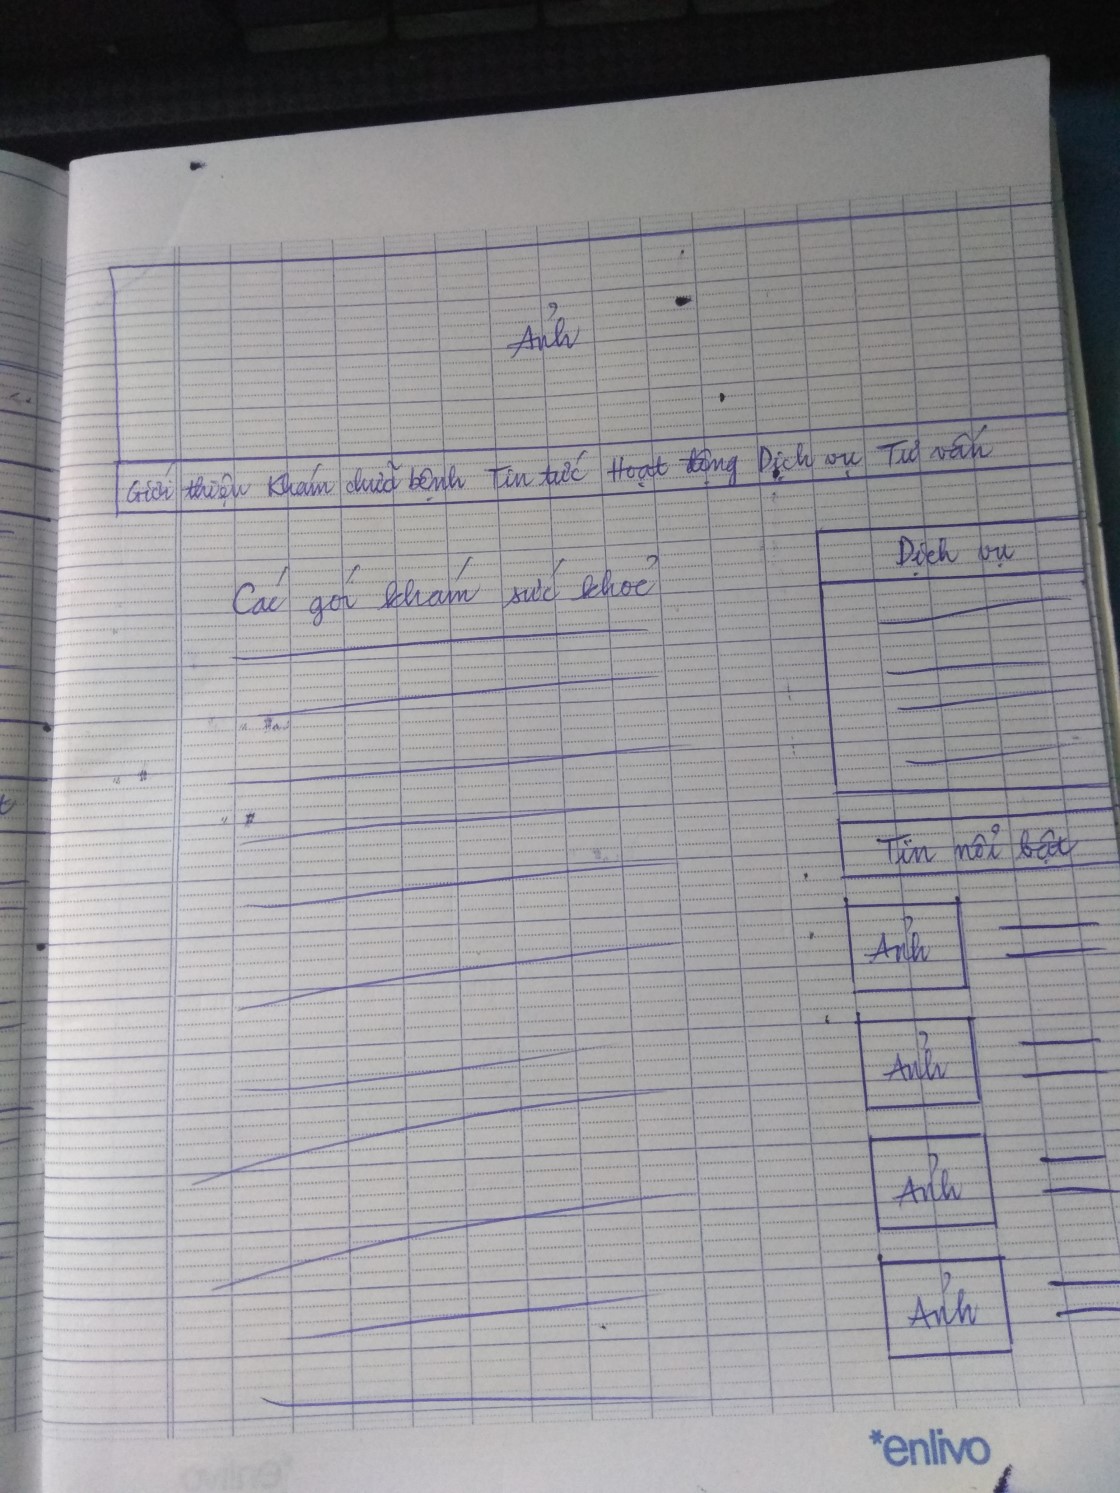 Ảnh
Giới thiệu Khám chữa bệnh Tin tức Hoạt động Dịch vụ Tư vấn
Các gói khám sức khoẻ
Dịch vụ
Tin nổi bật
Ảnh
Ảnh
Ảnh
Ảnh
*enlivo